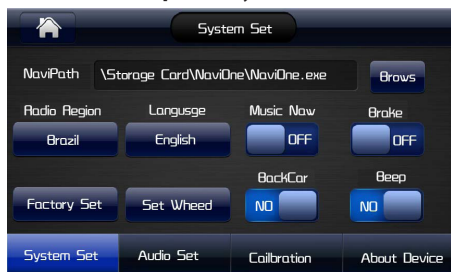 System Set
NaviPath \Storage Card\NaviOne\NaviOne.exe Brows
Radio Region Langusge Music Naw Brake
Brazil English OFF OFF
BackCar Beep
Factory Set Set Wheed NO NO
System Set Audio Set Cailbration About Device